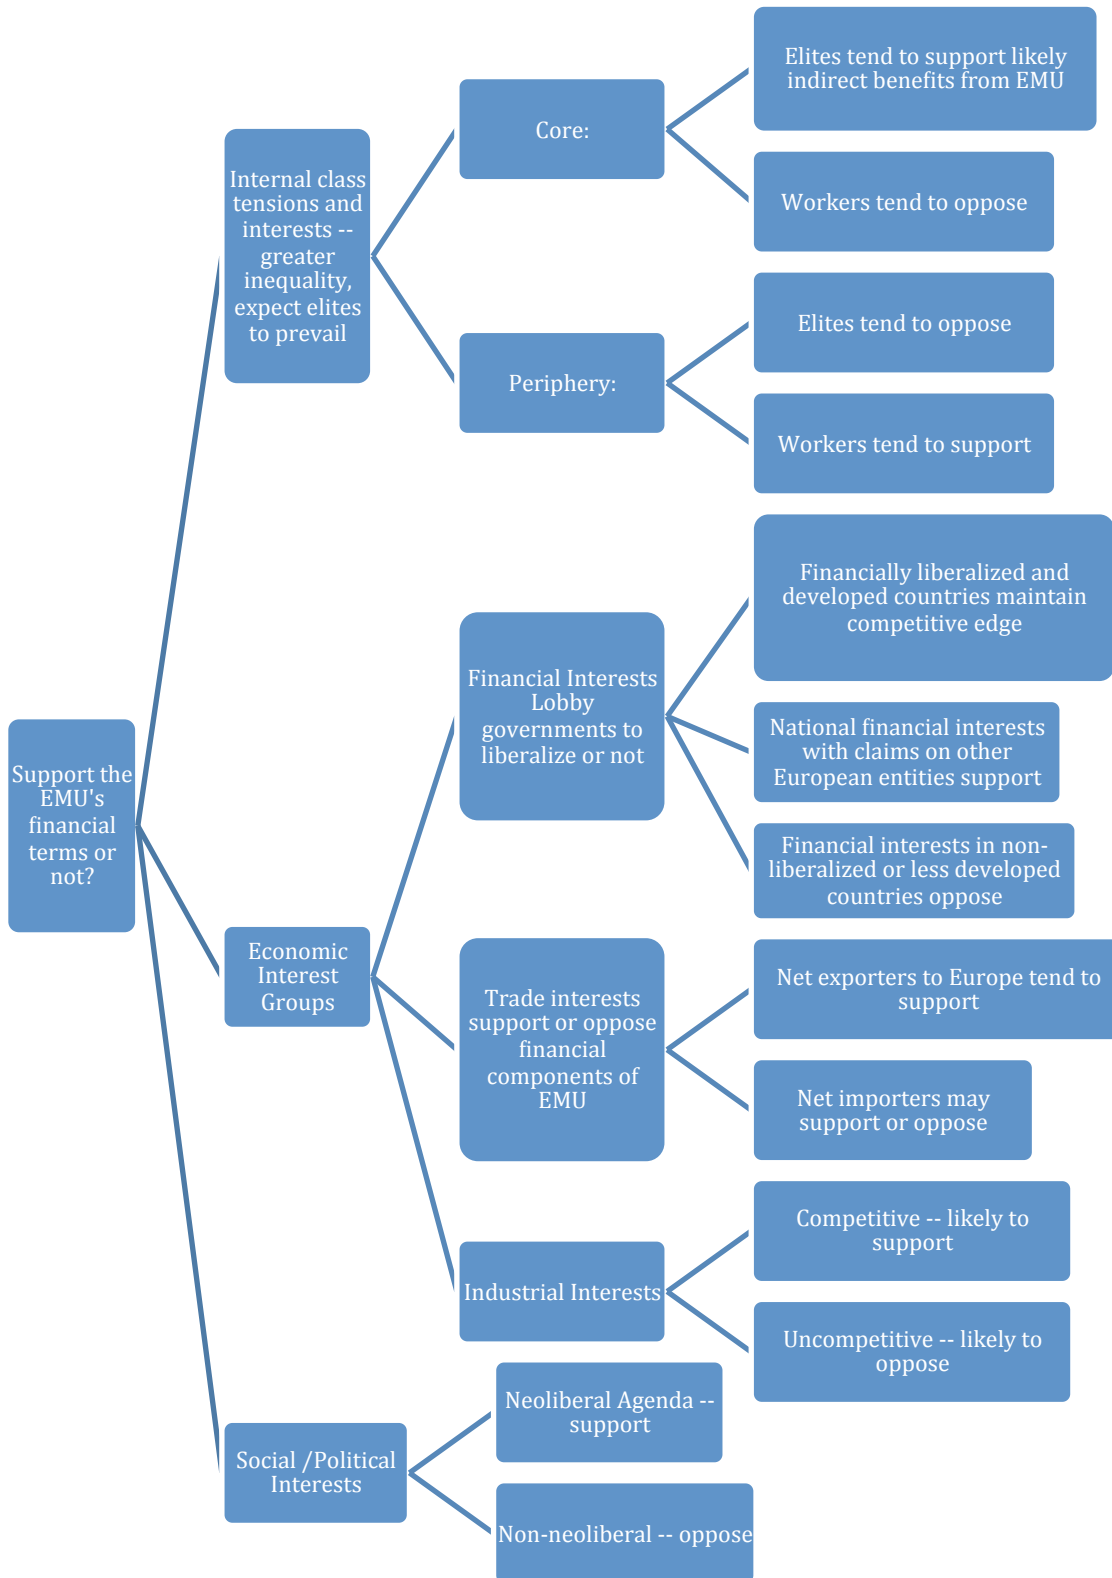 Support the
EMU's
financial
terms or
not?
Internal class
tensions and
interests --
greater
inequality,
expect elites
to prevail
Core:
Elites tend to support likely
indirect benefits from EMU
Workers tend to oppose
Periphery:
Elites tend to oppose
Workers tend to support
Economic
Interest
Groups
Financial Interests
Lobby
governments to
liberalize or not
Financially liberalized and
developed countries maintain
competitive edge
National financial interests
with claims on other
European entities support
Financial interests in non-
liberalized or less developed
countries oppose
Trade interests
support or oppose
financial
components of
EMU
Net exporters to Europe tend to
support
Net importers may
support or oppose
Industrial Interests
Competitive -- likely to
support
Uncompetitive -- likely to
oppose
Social /Political
Interests
Neoliberal Agenda --
support
Non-neoliberal -- oppose